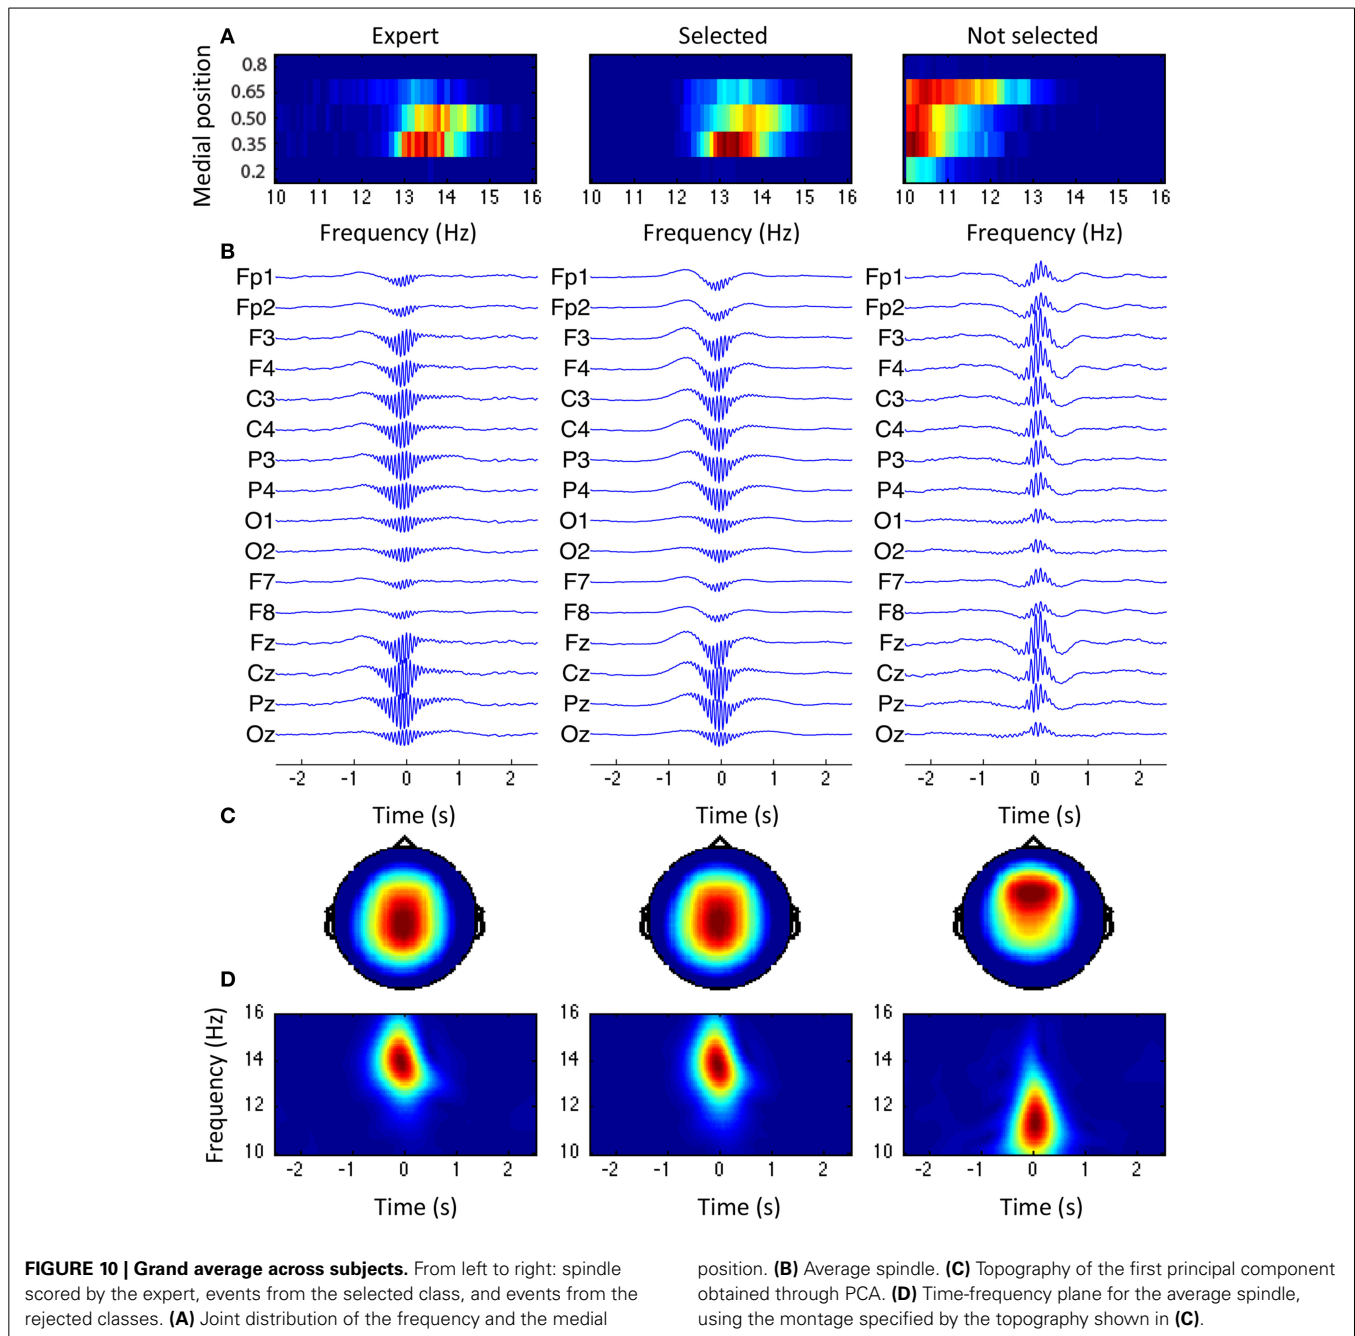 A Expert Selected Not selected
Medial position
0.8
0.65
0.50
0.35
0.2
10 11 12 13 14 15 16 10 11 12 13 14 15 16 10 11 12 13 14 15 16
Frequency (Hz) Frequency (Hz) Frequency (Hz)
B
Fp1 Fp1 Fp1
Fp2 Fp2 Fp2
F3 F3 F3
F4 F4 F4
C3 C3 C3
C4 C4 C4
P3 P3 P3
P4 P4 P4
O1 O1 O1
O2 O2 O2
F7 F7 F7
F8 F8 F8
Fz Fz Fz
Cz Cz Cz
Pz Pz Pz
Oz Oz Oz
-2 -1 0 1 2 -2 -1 0 1 2 -2 -1 0 1 2
Time (s) Time (s) Time (s)
C
D
Frequency (Hz)
16 16 16
14 14 14
12 12 12
10 10 10
-2 -1 0 1 2 -2 -1 0 1 2 -2 -1 0 1 2
Time (s) Time (s) Time (s)
FIGURE 10 | Grand average across subjects. From left to right: spindle
scored by the expert, events from the selected class, and events from the
rejected classes. (A) Joint distribution of the frequency and the medial
position. (B) Average spindle. (C) Topography of the first principal component
obtained through PCA. (D) Time-frequency plane for the average spindle,
using the montage specified by the topography shown in (C).